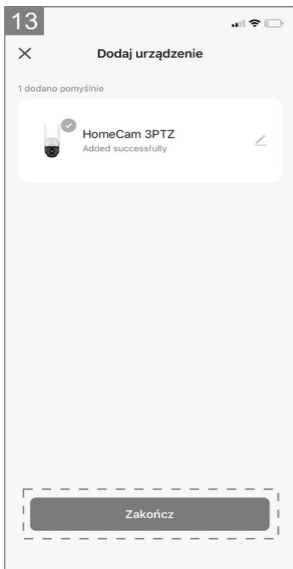 13
Dodaj urządzenie
1 dodano pomyślnie
HomeCam 3PTZ
Added successfully
Zakończ